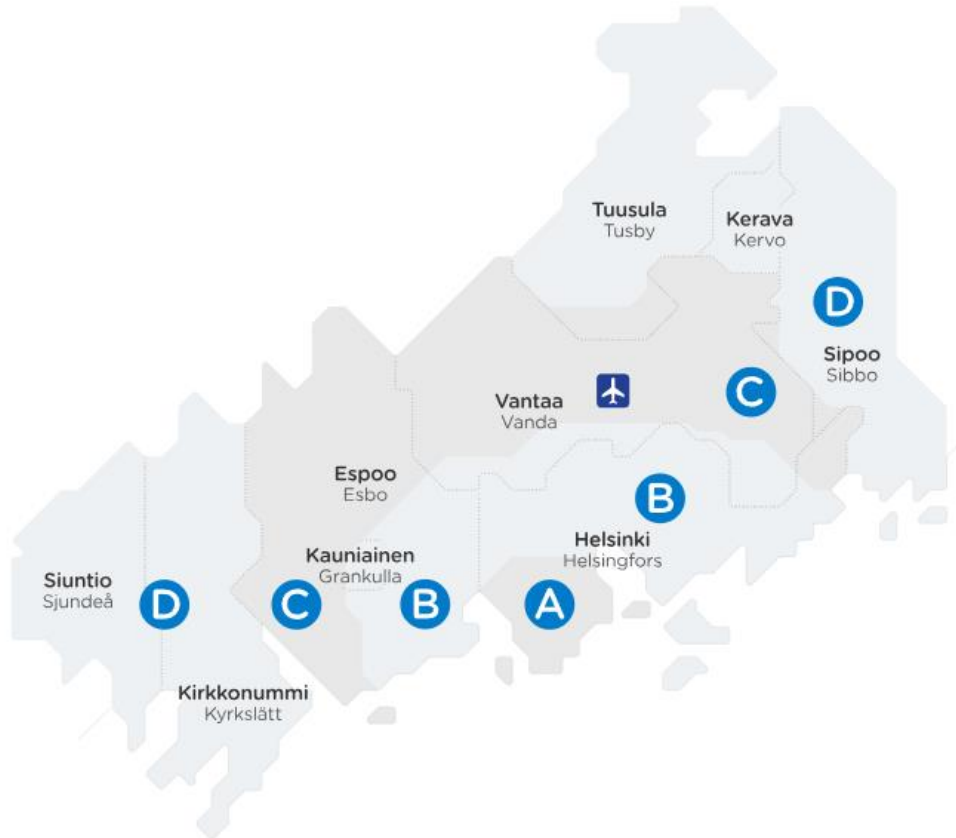 Tuusula
Tusby
Kerava
Kervo
D
Sipoo
Sibbo
C
Vantaa
Vanda
Espoo
Esbo
B
Helsinki
Helsingfors
Kauniainen
Grankulla
Siuntio
Sjundeå
D
C
B
A
Kirkkonummi
Kyrkslätt